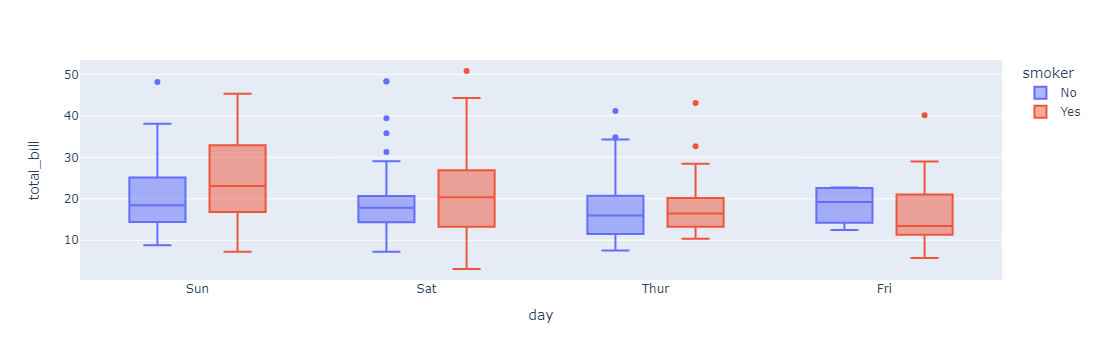 smoker
No
Yes
total_bill
50
40
30
20
10
Sun Sat Thur Fri
day